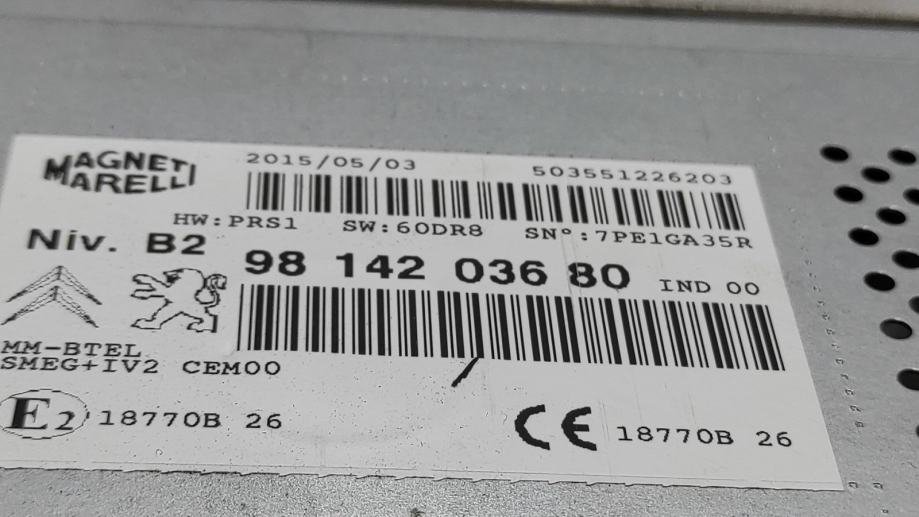 MAGNETI
MARELLI
2015/05/03
503551226203
HW:PRS1 SW:60DR8 SN°:7PE1GA35R
Niv. B2
98 142 036 80 IND 00
MM-BTEL
SMEG+IV2 CEM00
E2 18770B 26
CE 18770B 26